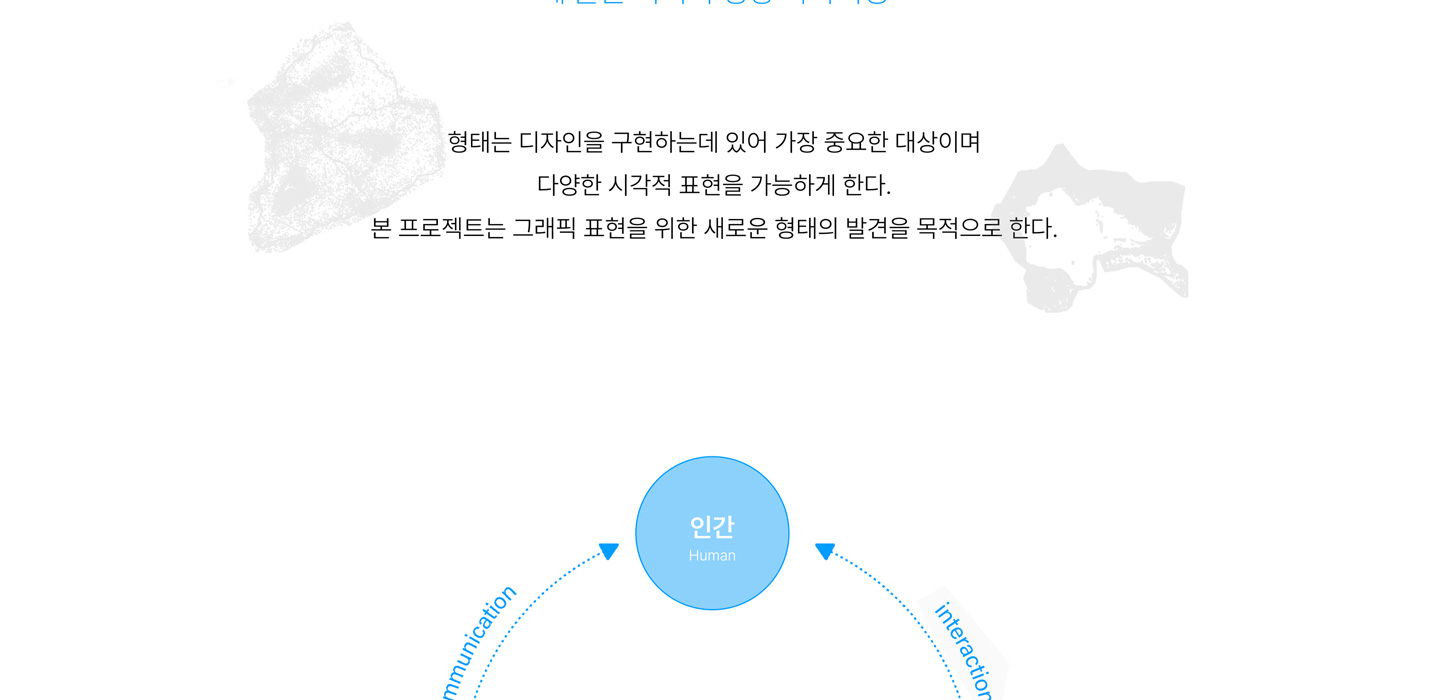 형태는 디자인을 구현하는데 있어 가장 중요한 대상이며
다양한 시각적 표현을 가능하게 한다.
본 프로젝트는 그래픽 표현을 위한 새로운 형태의 발견을 목적으로 한다.
인간
Human
interaction